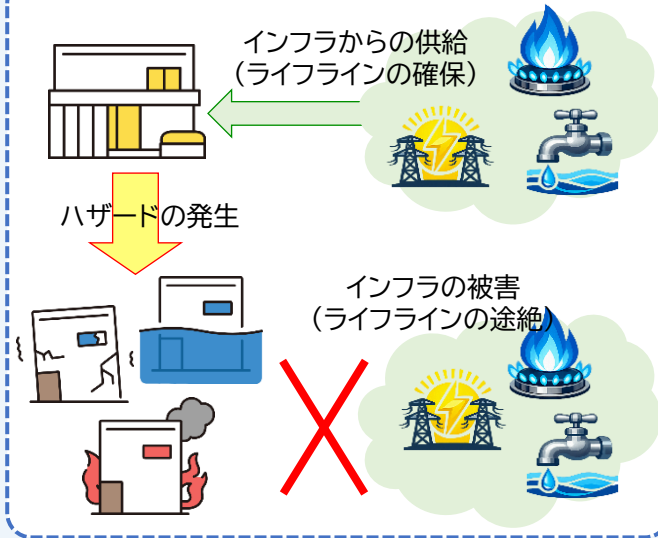 インフラからの供給
（ライフラインの確保）
ハザードの発生
インフラの被害
（ライフラインの途絶）